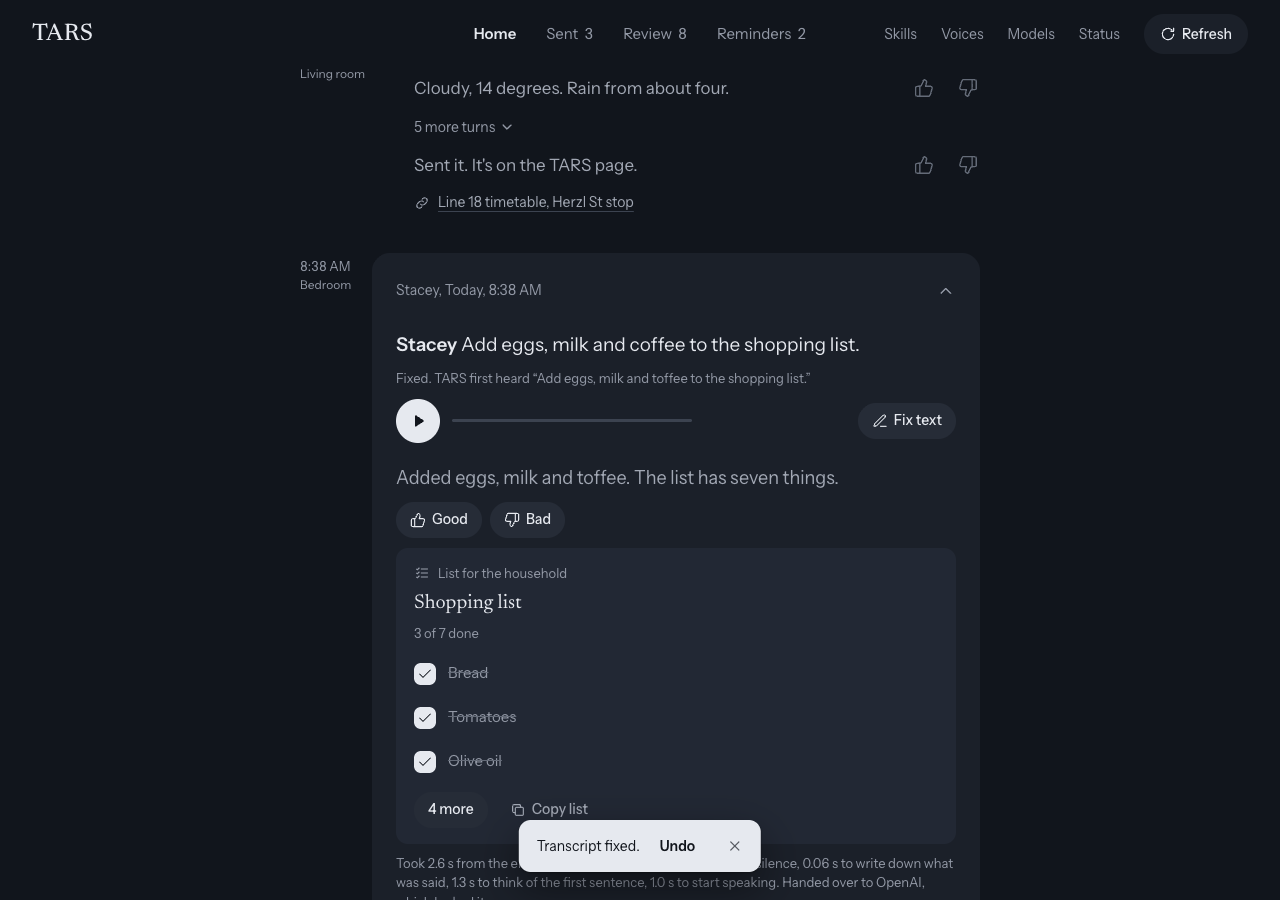 TARS
Home
Sent 3
Review 8
Reminders 2
Skills
Voices
Models
Status
Refresh
Living room
Cloudy, 14 degrees. Rain from about four.
5 more turns
Sent it. It's on the TARS page.
Line 18 timetable, Herzl St stop
8:38 AM
Bedroom
Stacey, Today, 8:38 AM
Stacey Add eggs, milk and coffee to the shopping list.
Fixed. TARS first heard “Add eggs, milk and toffee to the shopping list.”
Fix text
Added eggs, milk and toffee. The list has seven things.
Good
Bad
List for the household
Shopping list
3 of 7 done
Bread
Tomatoes
Olive oil
4 more
Copy list
Transcript fixed.
Undo
Took 2.6 s from the
0.06 s to write down what
was said, 1.3 s to think of the first sentence, 1.0 s to start speaking. Handed over to OpenAI,